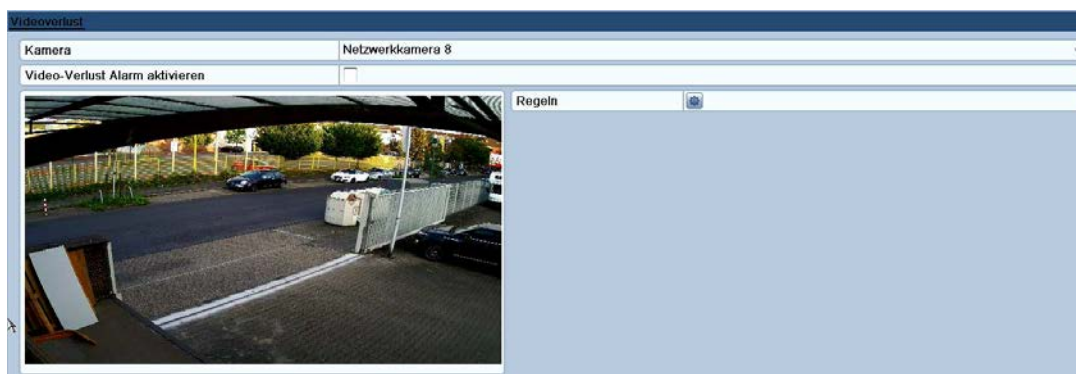 Videoverlust
Kamera Netzwerkkamera 8
Video-Verlust Alarm aktivieren
Regeln